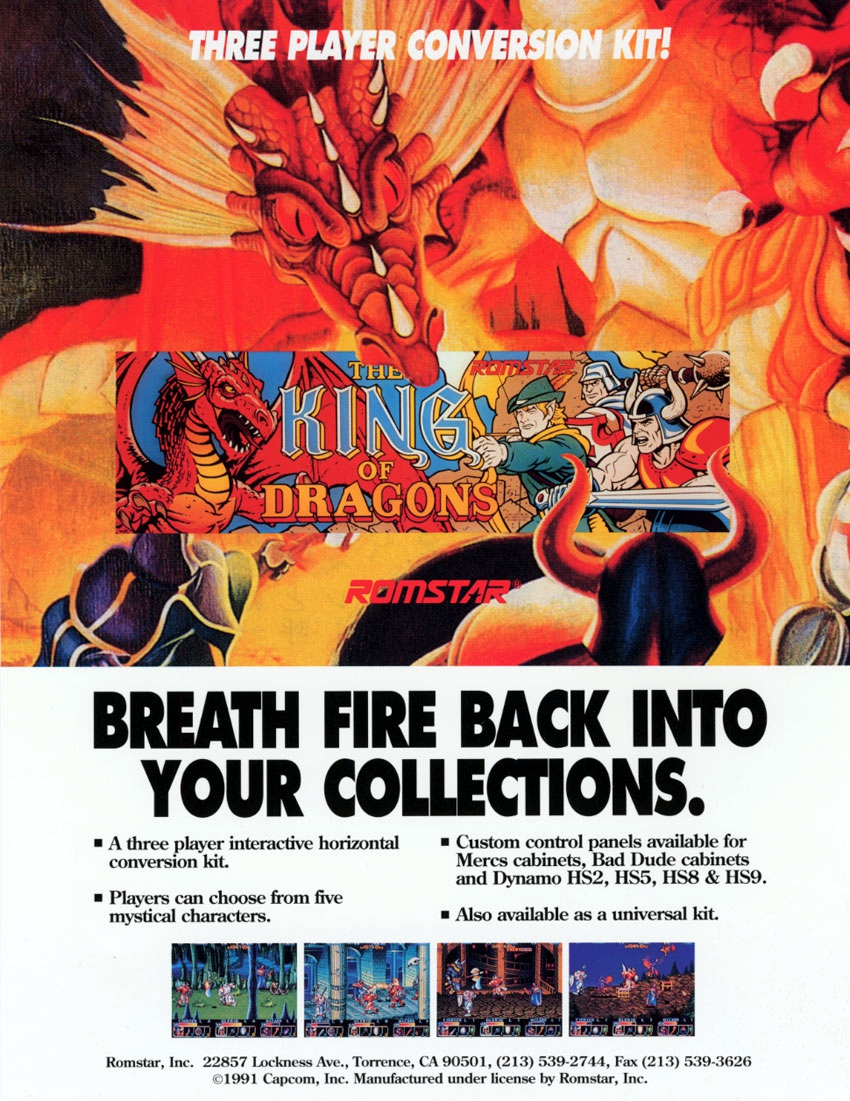 THREE PLAYER CONVERSION KIT!
THE
ROMSTAR
KING
OF
DRAGONS
ROMSTAR®
BREATH FIRE BACK INTO
YOUR COLLECTIONS.
▪ A three player interactive horizontal
conversion kit.
▪ Players can choose from five
mystical characters.
▪ Custom control panels available for
Mercs cabinets, Bad Dude cabinets
and Dynamo HS2, HS5, HS8 & HS9.
▪ Also available as a universal kit.
Romstar, Inc. 22857 Lockness Ave., Torrence, CA 90501, (213) 539-2744, Fax (213) 539-3626
©1991 Capcom, Inc. Manufactured under license by Romstar, Inc.